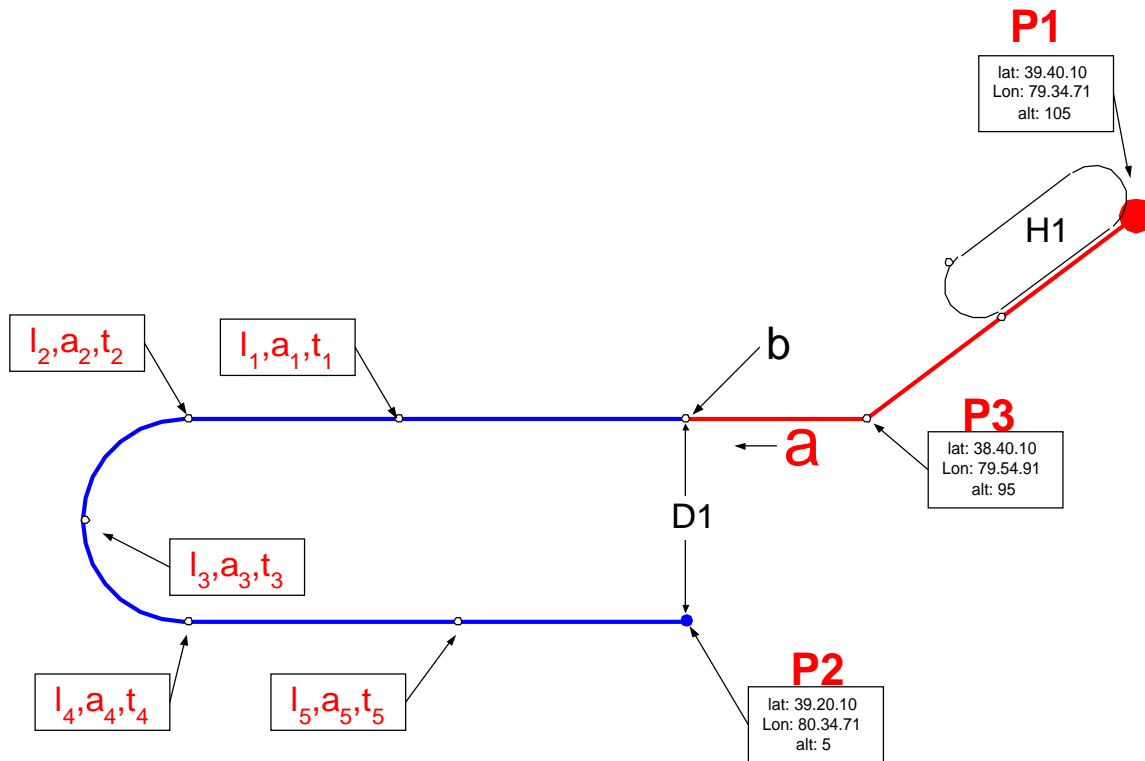 P1
lat: 39.40.10
Lon: 79.34.71
alt: 105
H1
l2,a2,t2
l1,a1,t1
b
a
P3
lat: 38.40.10
Lon: 79.54.91
alt: 95
D1
l3,a3,t3
l4,a4,t4
l5,a5,t5
P2
lat: 39.20.10
Lon: 80.34.71
alt: 5